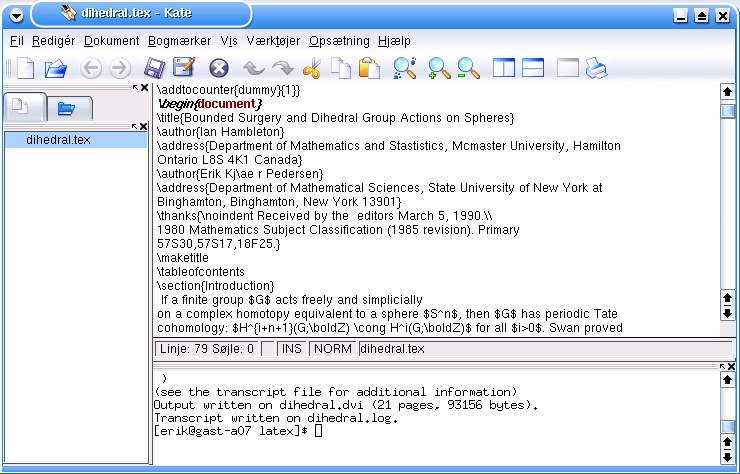 dihedral.tex - Kate
Fil Redigér Dokument Bogmærker Vis Værktøjer Opsætning Hjælp
dihedral.tex
\addtocounter{dummy}{1}}
\begin{document}
\title{Bounded Surgery and Dihedral Group Actions on Spheres}
\author{Ian Hambleton}
\address{Department of Mathematics and Stastistics, Mcmaster University, Hamilton
Ontario L8S 4K1 Canada}
\author{Erik Kj\ae r Pedersen}
\address{Department of Mathematical Sciences, State University of New York at
Binghamton, Binghamton, New York 13901}
\thanks{\noindent Received by the  editors March 5, 1990.\\
1980 Mathematics Subject Classification (1985 revision). Primary
57S30,57S17,18F25.}
\maketitle
\tableofcontents
\section{Introduction}
If a finite group $G$ acts freely and simplicially
on a complex homotopy equivalent to a sphere $S^n$, then $G$ has periodic Tate
cohomology: $H^{i+n+1}(G;\boldZ) \cong H^i(G;\boldZ)$ for all $i>0$. Swan proved
Linje: 79 Søjle: 0 INS NORM dihedral.tex
)
(see the transcript file for additional information)
Output written on dihedral.dvi (21 pages, 93156 bytes).
Transcript written on dihedral.log.
[erik@gast-a07 latex]$